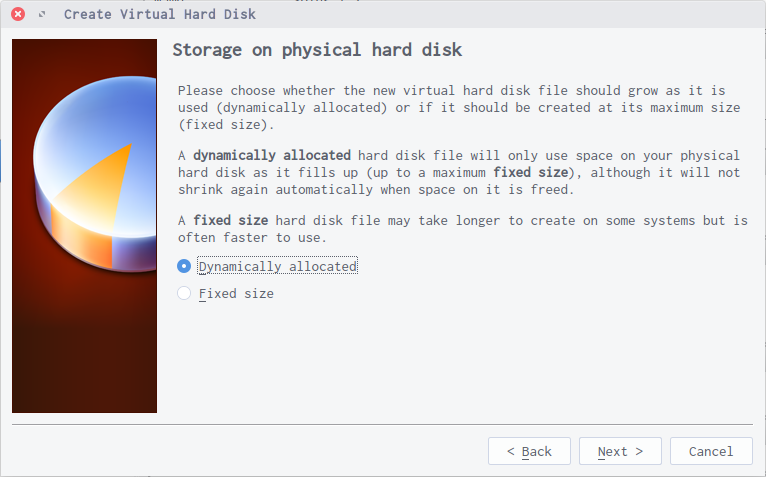 Create Virtual Hard Disk
Storage on physical hard disk
Please choose whether the new virtual hard disk file should grow as it is
used (dynamically allocated) or if it should be created at its maximum size
(fixed size).
A dynamically allocated hard disk file will only use space on your physical
hard disk as it fills up (up to a maximum fixed size), although it will not
shrink again automatically when space on it is freed.
A fixed size hard disk file may take longer to create on some systems but is
often faster to use.
Dynamically allocated
Fixed size
< Back
Next >
Cancel